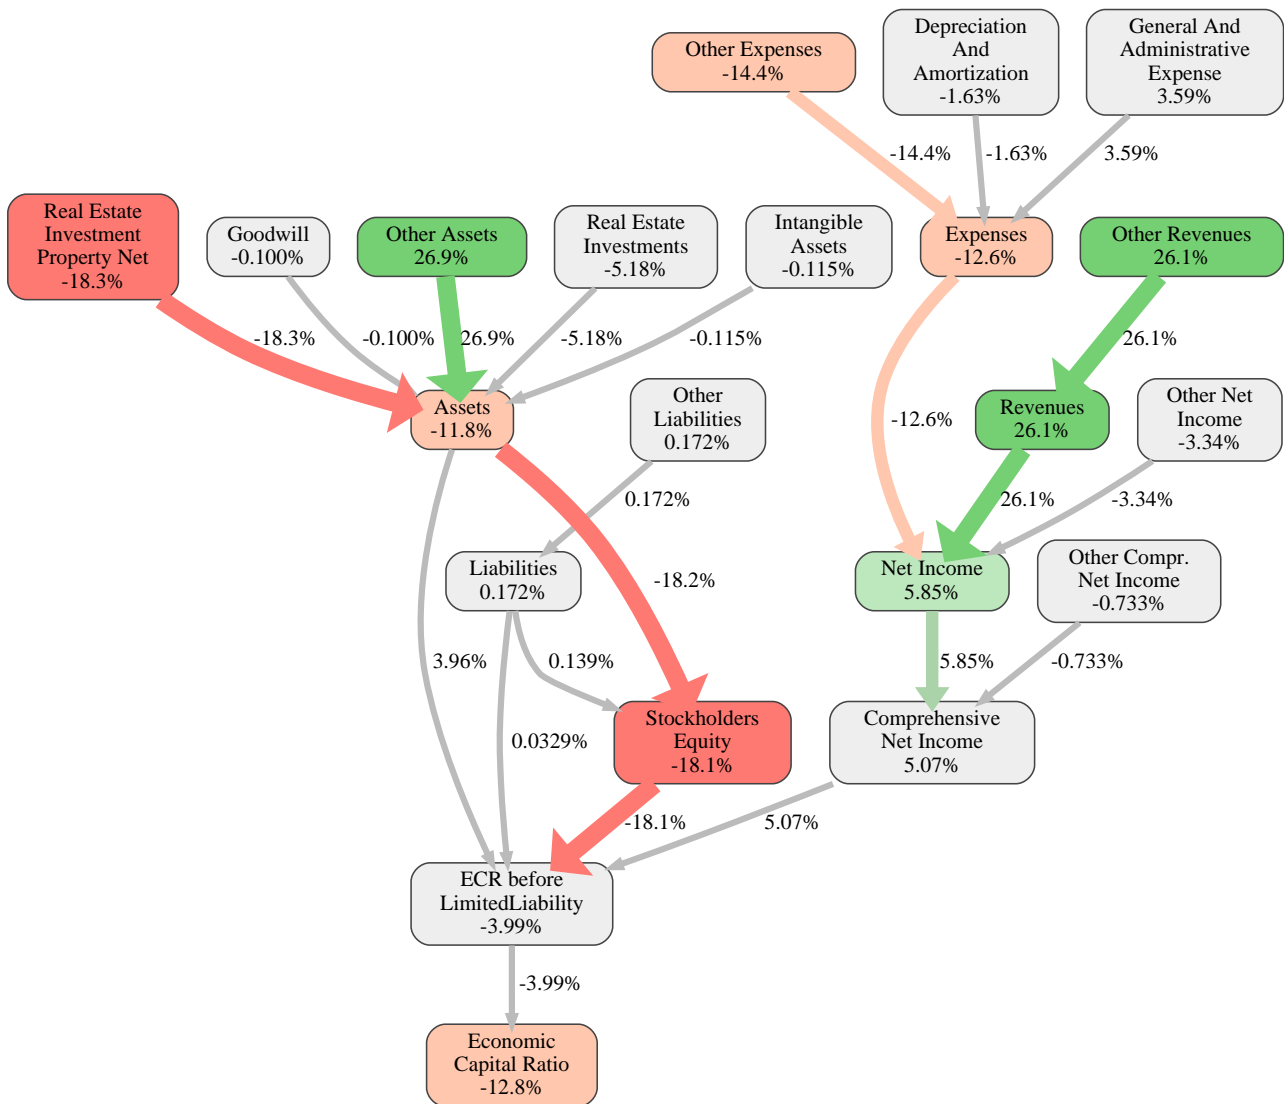 Other Expenses
-14.4%
Depreciation
And
Amortization
-1.63%
General And
Administrative
Expense
3.59%
-14.4%
-1.63%
3.59%
Real Estate
Investment
Property Net
-18.3%
Goodwill
-0.100%
Other Assets
26.9%
Real Estate
Investments
-5.18%
Intangible
Assets
-0.115%
Expenses
-12.6%
Other Revenues
26.1%
-18.3%
-0.100%
26.9%
-5.18%
-0.115%
26.1%
Assets
-11.8%
Other
Liabilities
0.172%
-12.6%
Revenues
26.1%
Other Net
Income
-3.34%
0.172%
26.1%
-3.34%
Liabilities
0.172%
-18.2%
Net Income
5.85%
Other Compr.
Net Income
-0.733%
3.96%
0.139%
5.85%
-0.733%
0.0329%
Stockholders
Equity
-18.1%
Comprehensive
Net Income
5.07%
-18.1%
5.07%
ECR before
LimitedLiability
-3.99%
-3.99%
Economic
Capital Ratio
-12.8%